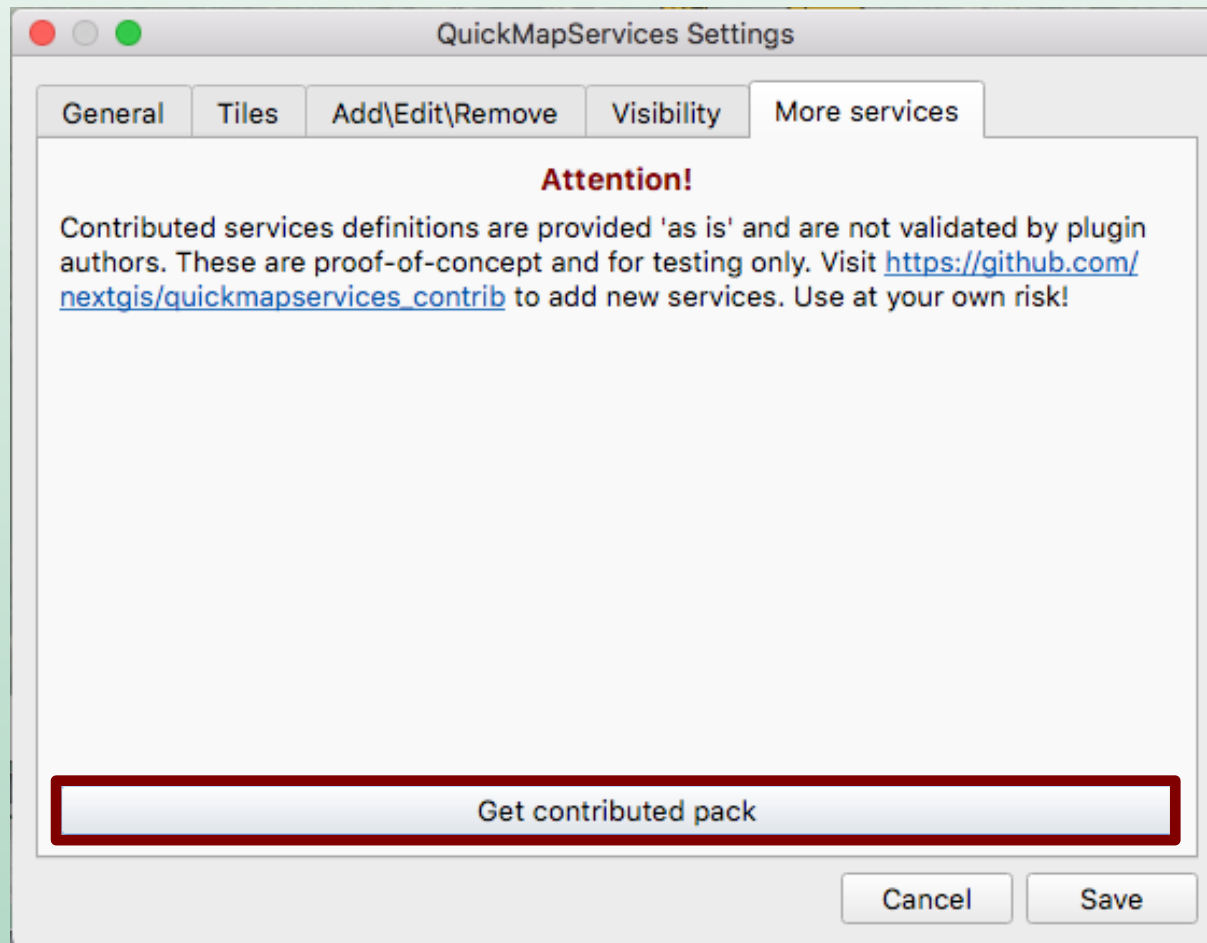 QuickMapServices Settings
General Tiles Add\Edit\Remove Visibility More services
Attention!
Contributed services definitions are provided 'as is' and are not validated by plugin
authors. These are proof-of-concept and for testing only. Visit https://github.com/
nextgis/quickmapservices_contrib to add new services. Use at your own risk!
Get contributed pack
Cancel Save